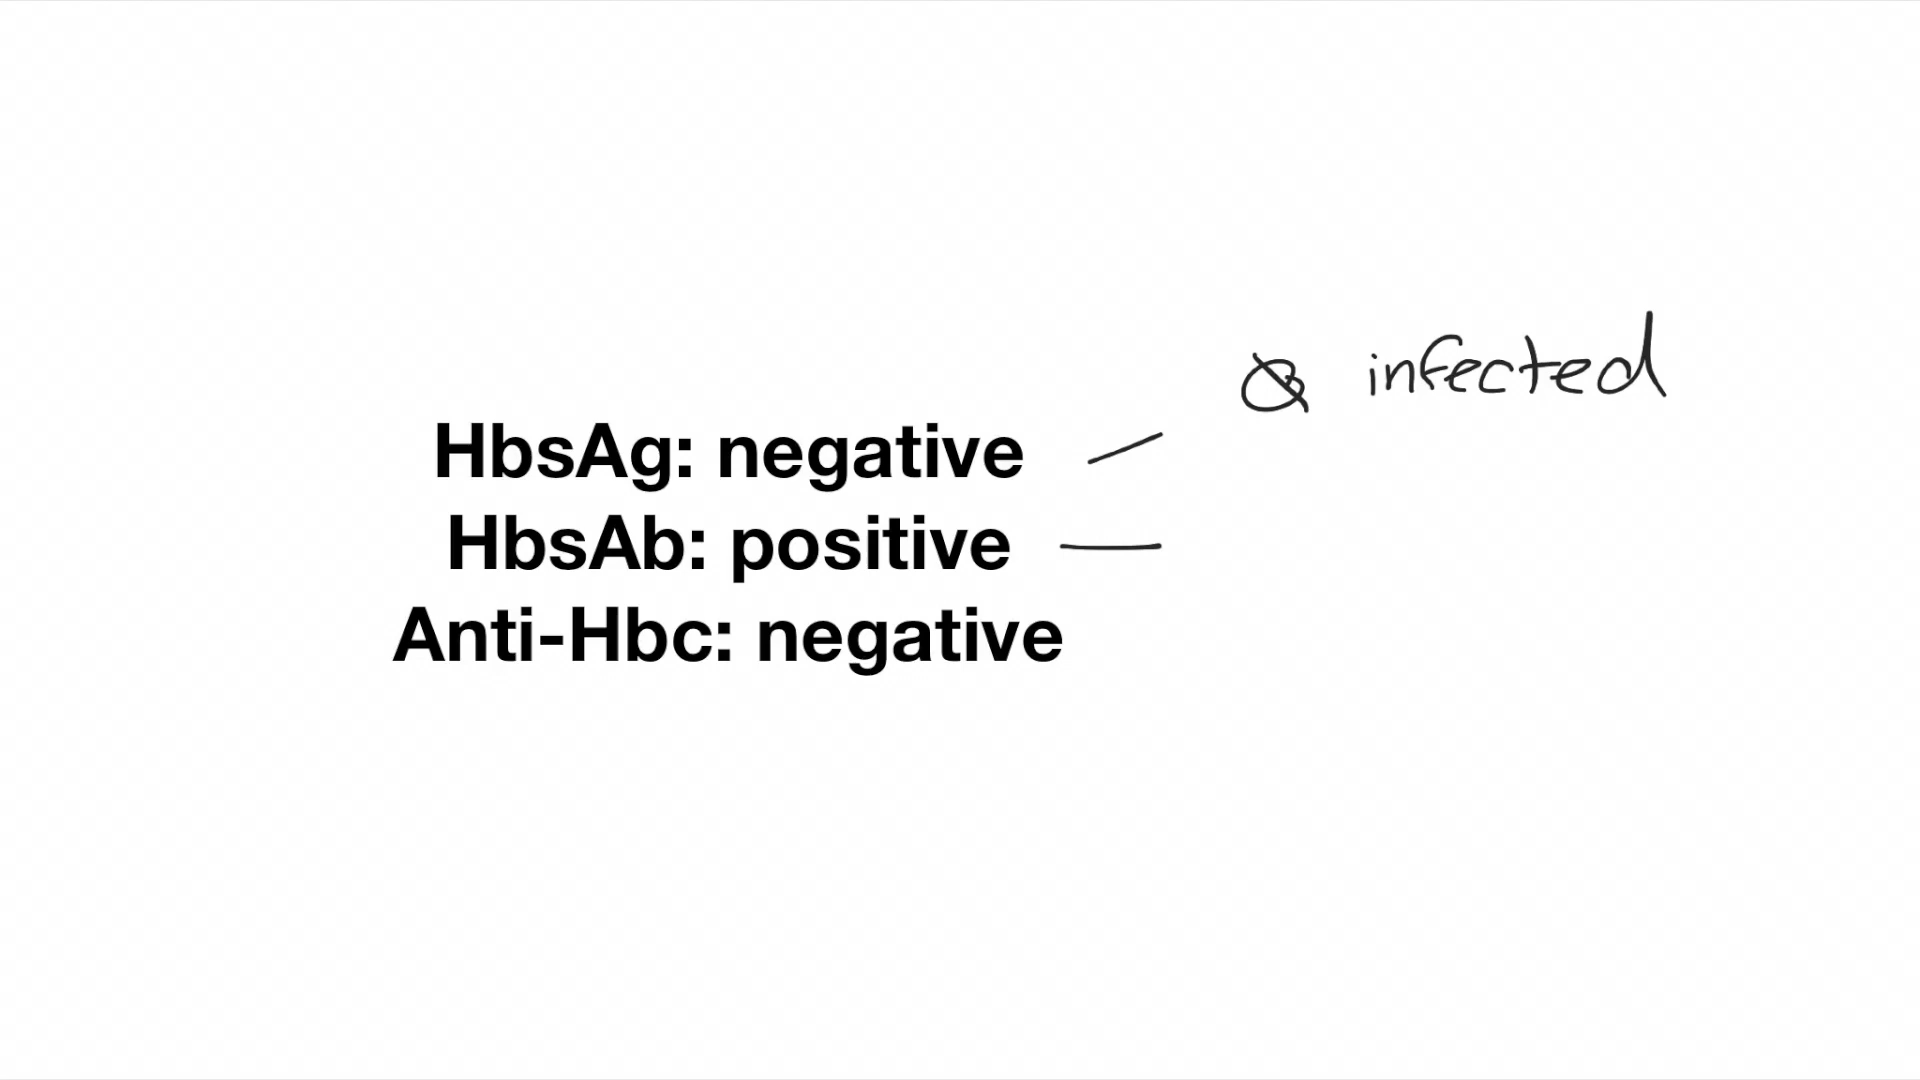 Ø infected
HbsAg: negative
HbsAb: positive
Anti-Hbc: negative